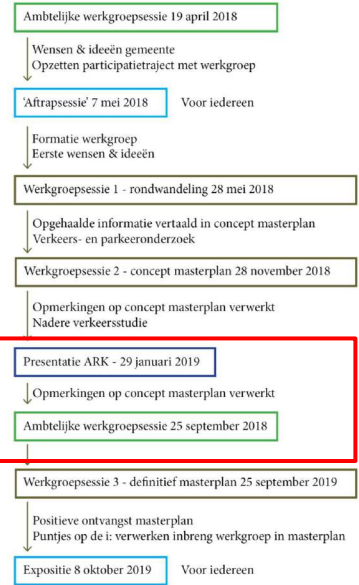 Ambtelijke werkgroepsessie 19 april 2018
Wensen & ideeën gemeente
Opzetten participatietraject met werkgroep
'Aftrapsessie' 7 mei 2018 Voor iedereen
Formatie werkgroep
Eerste wensen & ideeën
Werkgroepsessie 1 - rondwandeling 28 mei 2018
Opgehaalde informatie vertaald in concept masterplan
Verkeers- en parkeeronderzoek
Werkgroepsessie 2 - concept masterplan 28 november 2018
Opmerkingen op concept masterplan verwerkt
Nadere verkeersstudie
Presentatie ARK - 29 januari 2019
Opmerkingen op concept masterplan verwerkt
Ambtelijke werkgroepsessie 25 september 2018
Werkgroepsessie 3 - definitief masterplan 25 september 2019
Positieve ontvangst masterplan
Puntjes op de i: verwerken inbreng werkgroep in masterplan
Expositie 8 oktober 2019 Voor iedereen